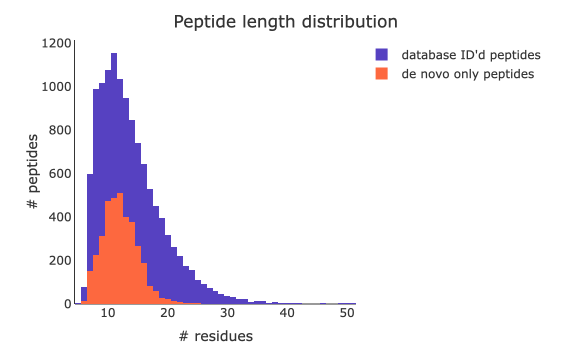 Peptide length distribution
1200
1000
800
600
400
200
0
# peptides
10
20
30
40
50
# residues
database ID'd peptides
de novo only peptides